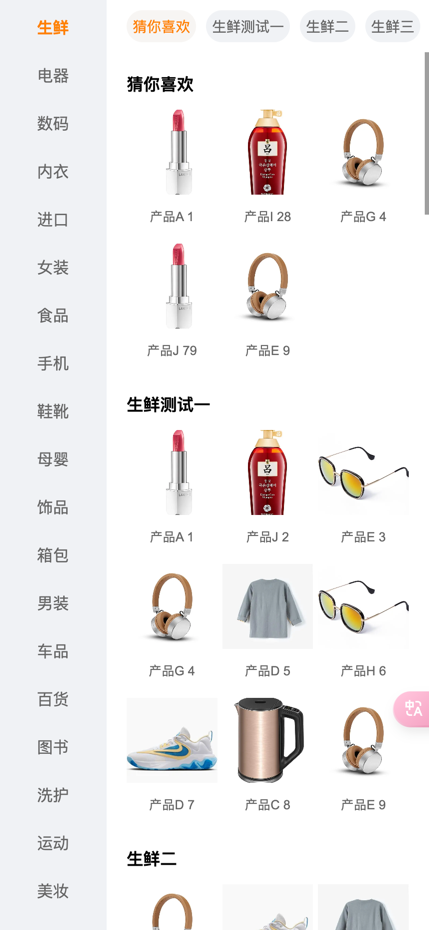 生鲜
电器
数码
内衣
进口
女装
食品
手机
鞋靴
母婴
饰品
箱包
男装
车品
百货
图书
洗护
运动
美妆
猜你喜欢
生鲜测试一
生鲜二
生鲜三
猜你喜欢
产品A 1
产品I 28
产品G 4
产品J 79
产品E 9
生鲜测试一
产品A 1
产品J 2
产品E 3
产品G 4
产品D 5
产品H 6
产品D 7
产品C 8
产品E 9
生鲜二